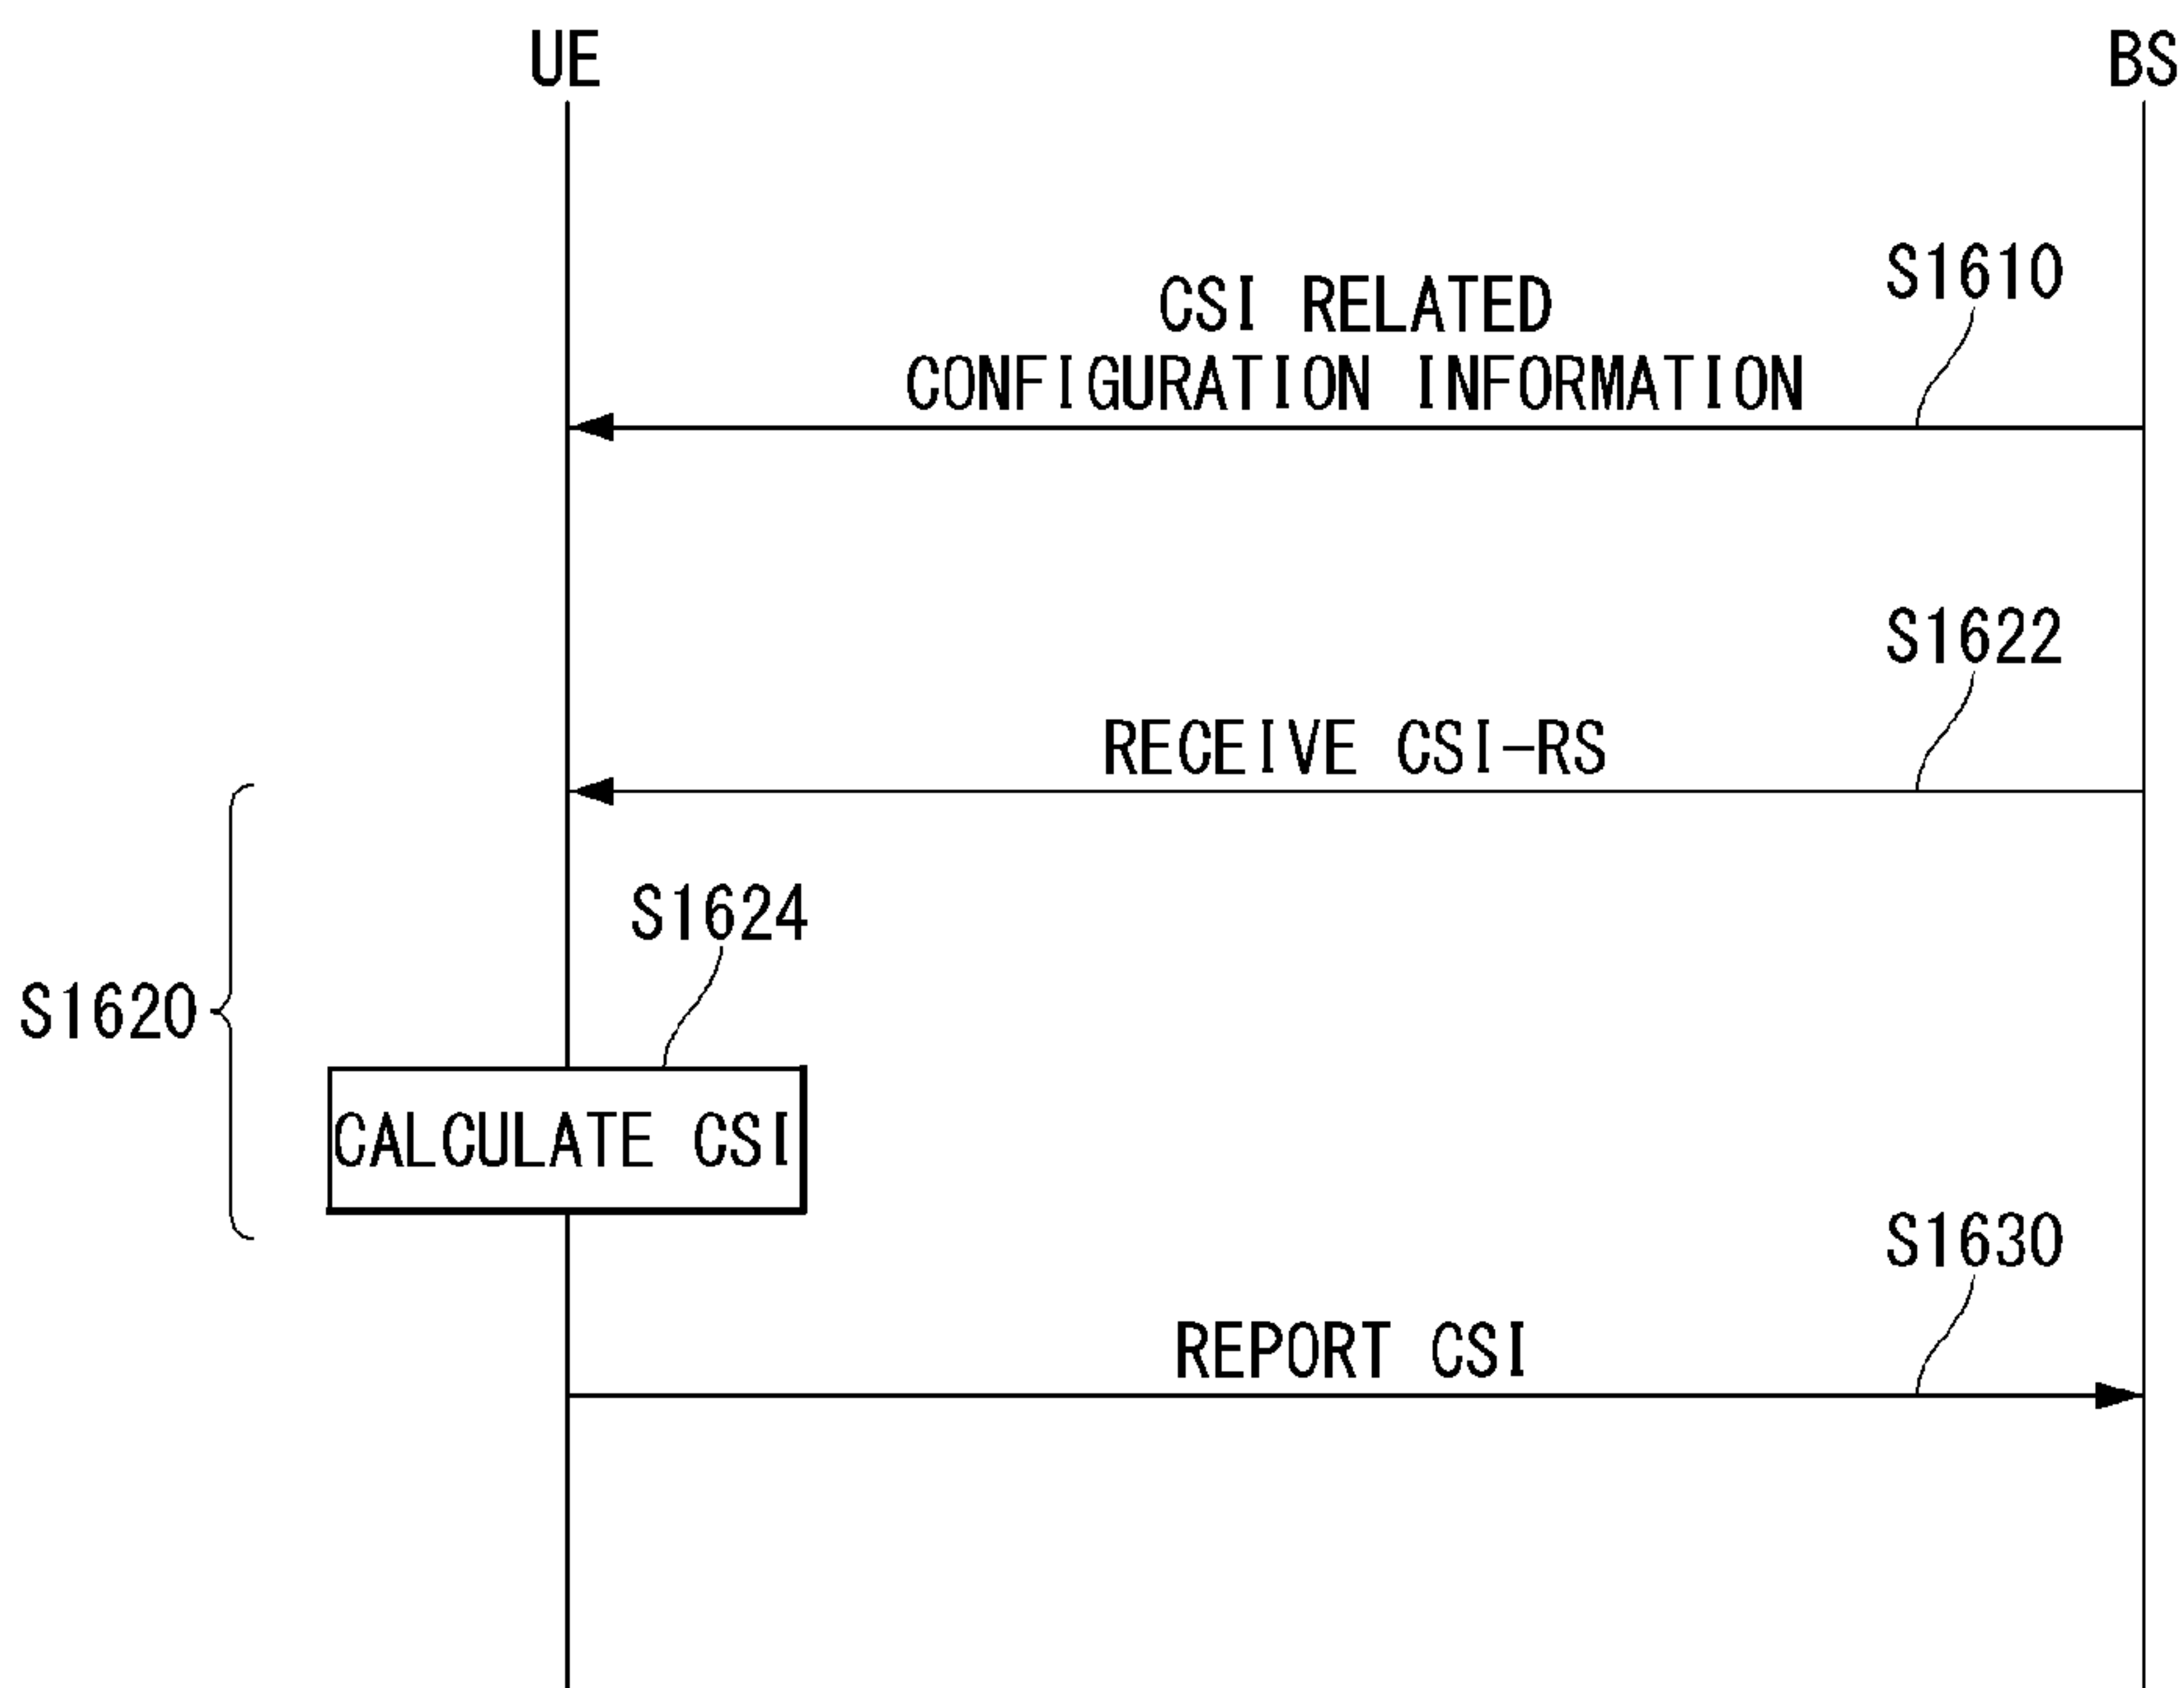 UE
BS
S1610
CSI RELATED
CONFIGURATION INFORMATION
S1622
RECEIVE CSI-RS
S1624
S1620
CALCULATE CSI
S1630
REPORT CSI